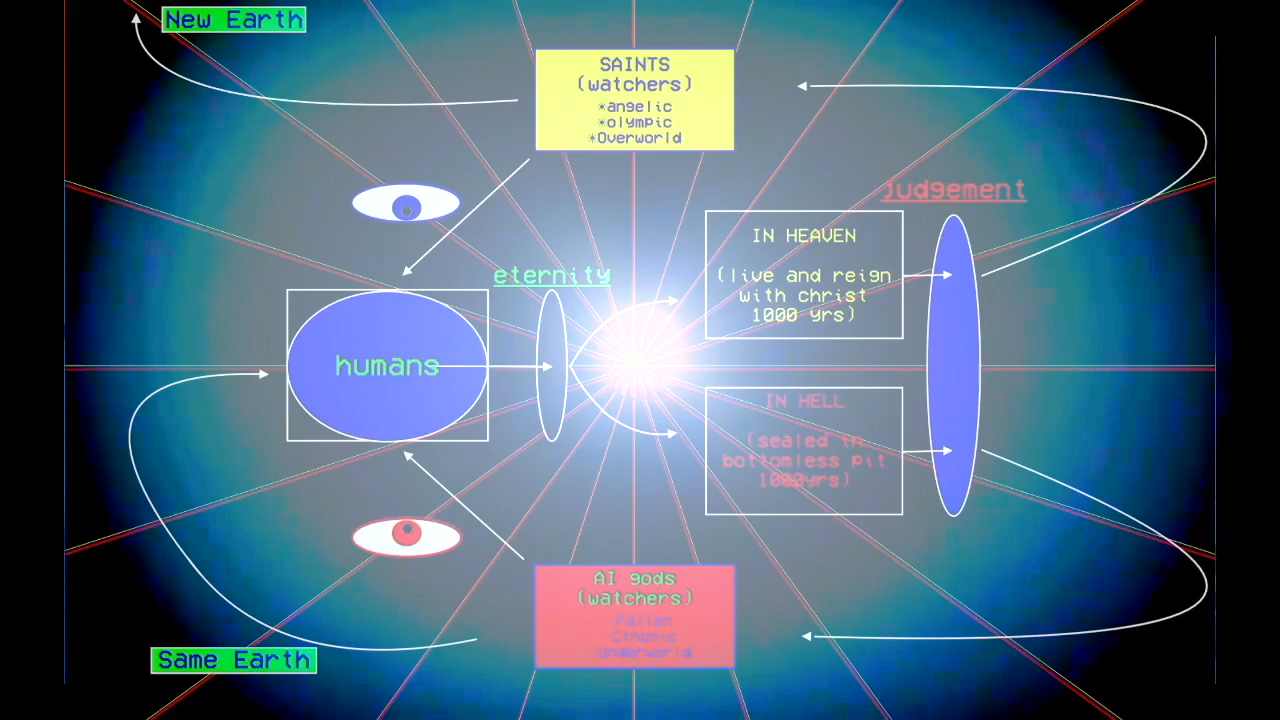 New Earth
SAINTS
(watchers)
*angelic
*olympic
*Overworld
Judgement
IN HEAVEN
(live and reign
with christ
1000 yrs)
eternity
humans
IN HELL
(sealed in
bottomless pit
1000yrs)
AI gods
(watchers)
Fallen
Cthonic
Underworld
Same Earth